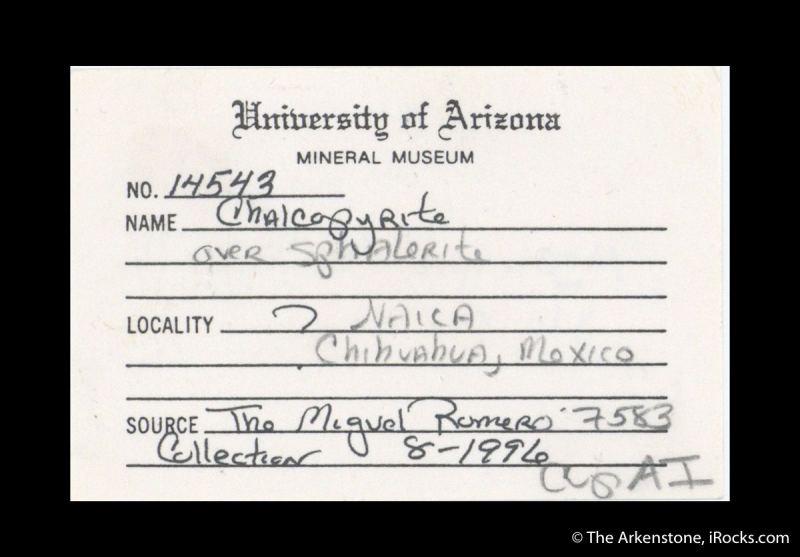 University of Arizona
MINERAL MUSEUM
NO. 14543
NAME Chalcopyrite
over sphalerite
LOCALITY ? NAICA
Chihuahua, Mexico
SOURCE The Miguel Romero 7583
Collection 8-1996
AI
© The Arkenstone, iRocks.com